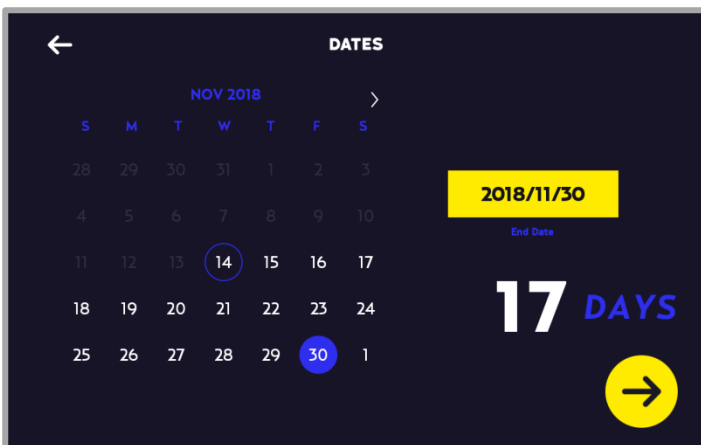 DATES
NOV 2018
S M T W T F S
28 29 30 31 1 2 3
4 5 6 7 8 9 10
11 12 13 14 15 16 17
18 19 20 21 22 23 24
25 26 27 28 29 30 1
2018/11/30
End Date
17 DAYS